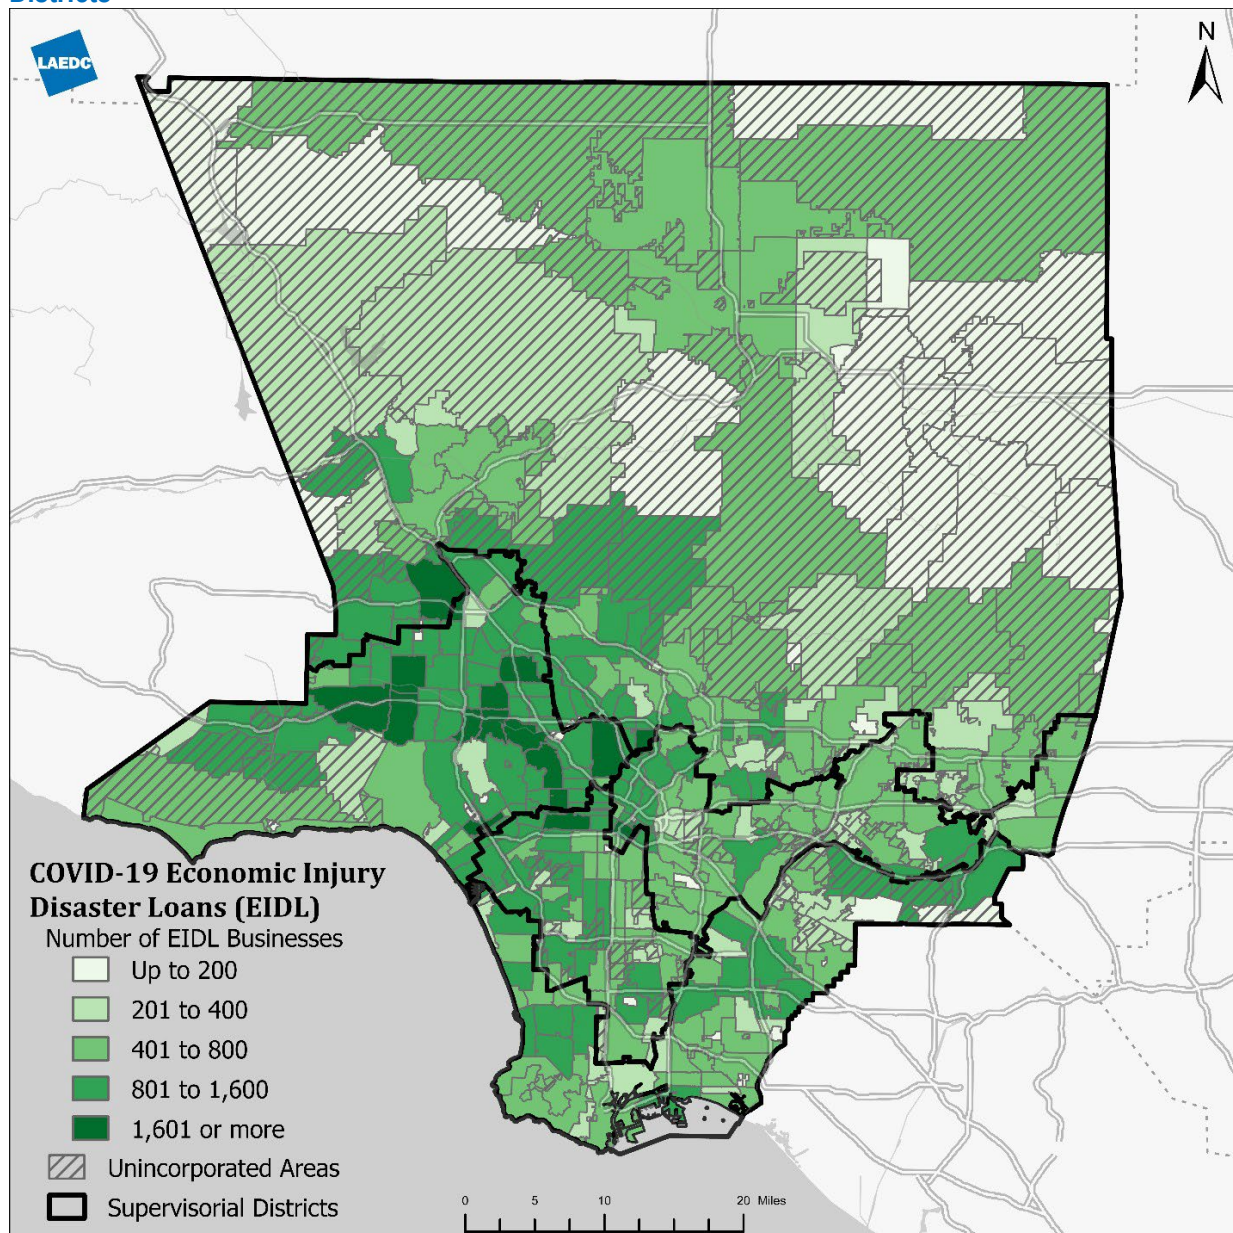 Districts
LAEDC
N
COVID-19 Economic Injury
Disaster Loans (EIDL)
Number of EIDL Businesses
Up to 200
201 to 400
401 to 800
801 to 1,600
1,601 or more
Unincorporated Areas
Supervisorial Districts
0 5 10 20 Miles